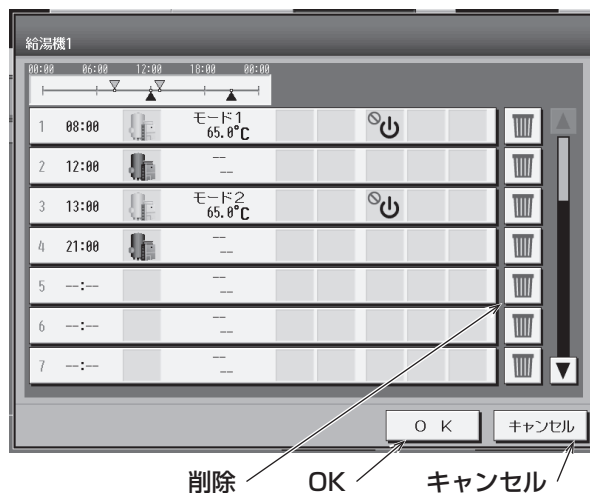 給湯機1
00:00 06:00 12:00 18:00 00:00
1 08:00 モード1 65.0°C
2 12:00 -- --
3 13:00 モード2 65.0°C
4 21:00 -- --
5 --:-- -- --
6 --:-- -- --
7 --:-- -- --
OK キャンセル
削除 OK キャンセル